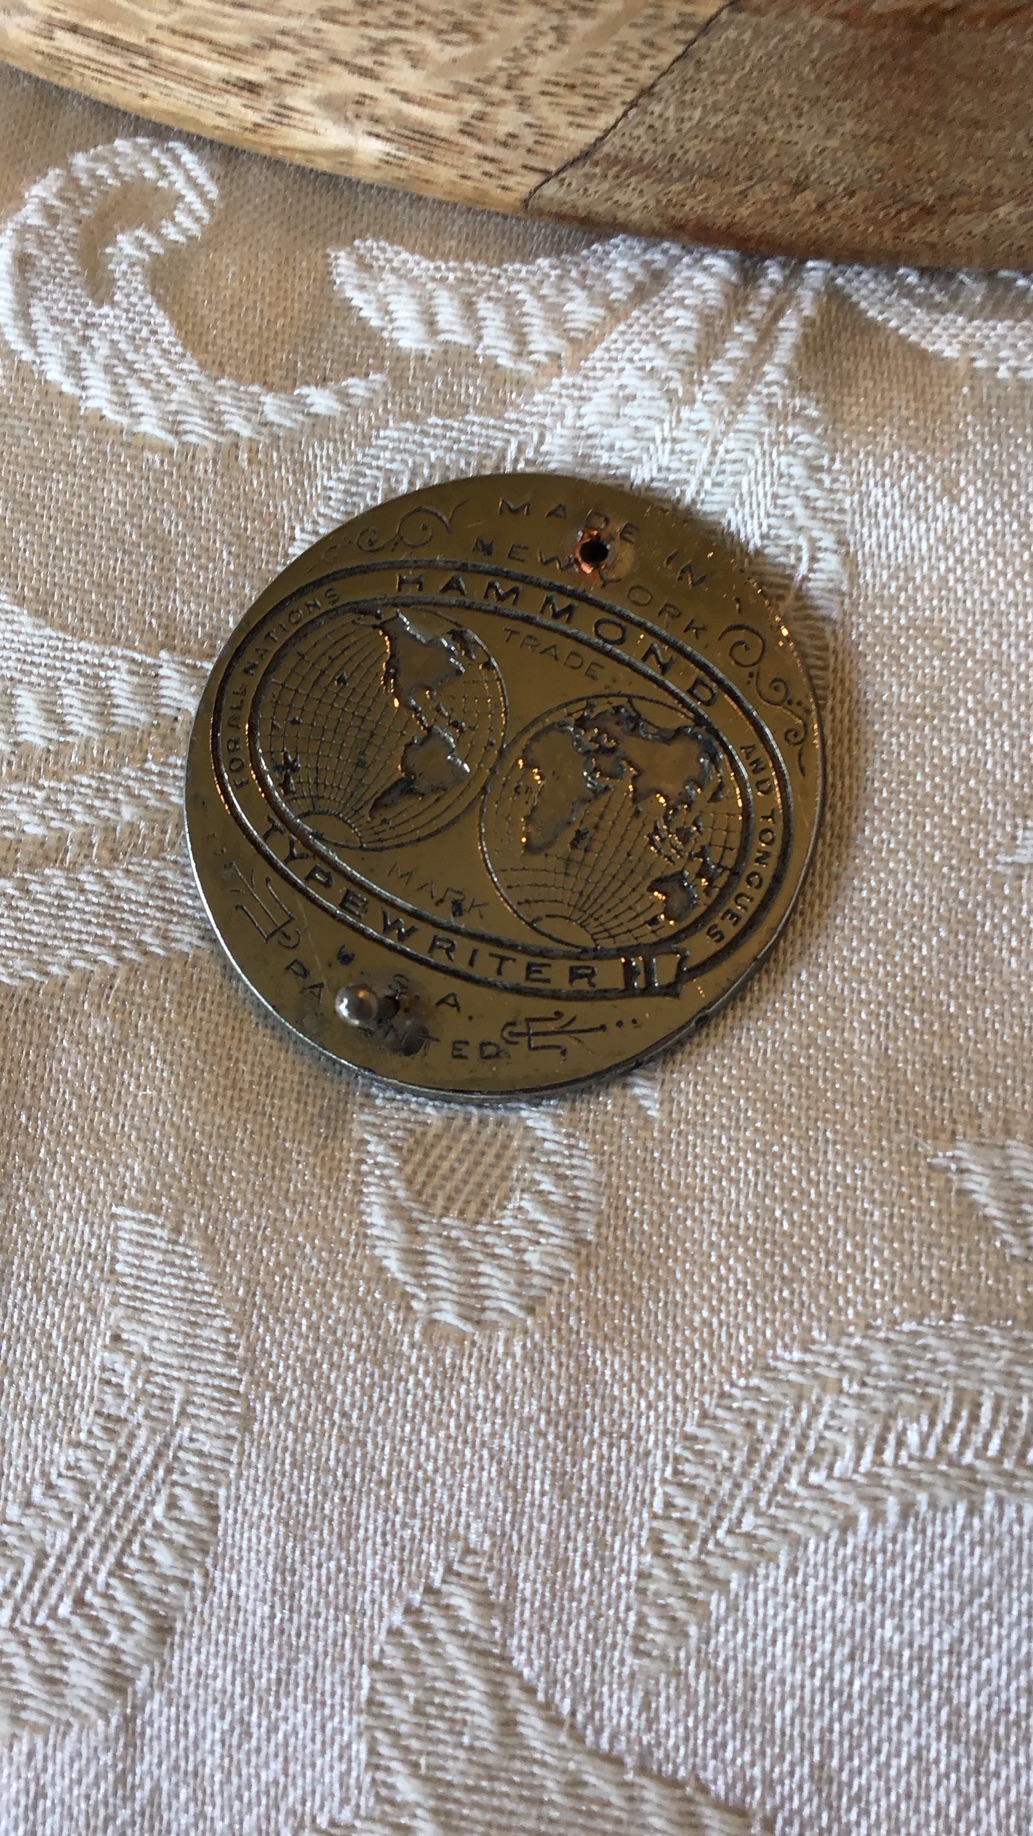 MADE IN
NEW YORK
HAMMOND
FOR ALL NATIONS
AND TONGUES
TRADE
MARK
TYPEWRITER
U.S.A.
PATENTED